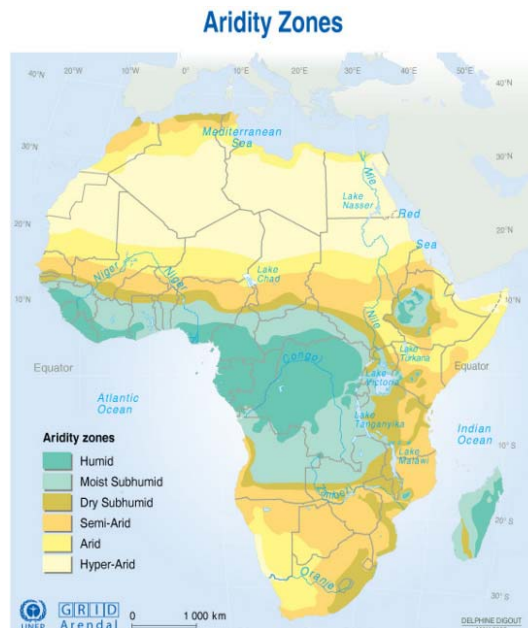 Aridity Zones
20°W
10°W
0°
10°E
20°E
30°E
40°E
50°E
60°E
40°N
40°N
30°N
30°N
20°N
20°N
10°N
10°N
Mediterranean
Sea
Nile
Lake
Nasser
Red
Sea
Niger
Niger
Lake
Chad
Nile
Lake
Turkana
Equator
Equator
Congo
Lake
Victoria
Atlantic
Ocean
Lake
Tanganyika
Indian
Ocean
10°S
Lake
Malawi
20°S
Oranje
30°S
Aridity zones
Humid
Moist Subhumid
Dry Subhumid
Semi-Arid
Arid
Hyper-Arid
UNEP
GRID
Arendal
0
1 000 km
DELPHINE DIGOUT